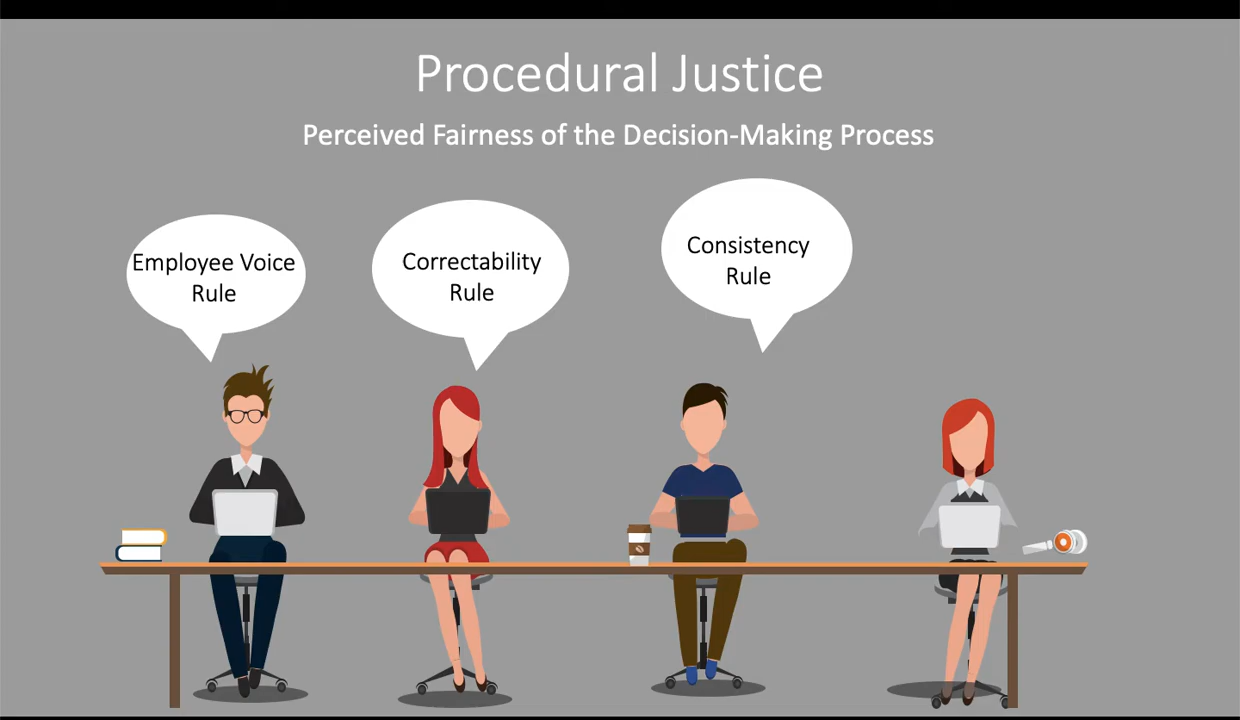 Procedural Justice
Perceived Fairness of the Decision-Making Process
Employee Voice
Rule
Correctability
Rule
Consistency
Rule